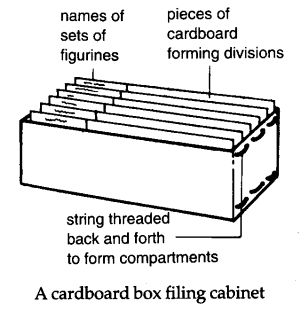 names of
sets of
figurines
pieces of
cardboard
forming divisions
string threaded
back and forth
to form compartments
A cardboard box filing cabinet